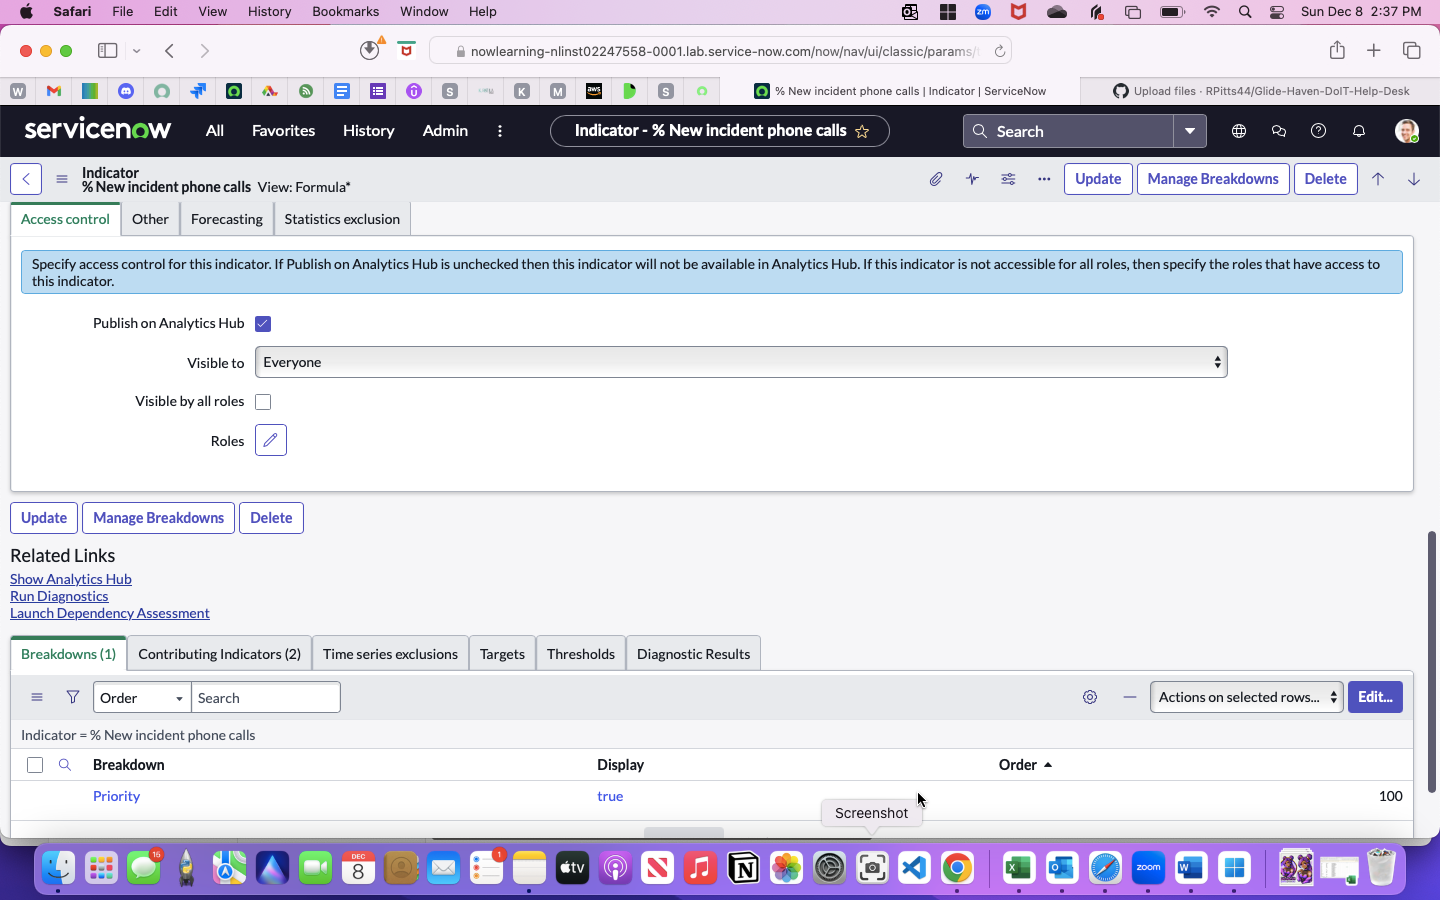 Safari File Edit View History Bookmarks Window Help
zm
Sun Dec 8 2:37 PM
nowlearning-nlinst02247558-0001.lab.service-now.com/now/nav/ui/classic/params/
W
S
K
M
aws
S
% New incident phone calls | Indicator | ServiceNow
Upload files · RPitts44/Glide-Haven-DoIT-Help-Desk
servicenow
All Favorites History Admin
Indicator - % New incident phone calls
Search
Indicator
% New incident phone calls View: Formula*
Update Manage Breakdowns Delete
Access control Other Forecasting Statistics exclusion
Specify access control for this indicator. If Publish on Analytics Hub is unchecked then this indicator will not be available in Analytics Hub. If this indicator is not accessible for all roles, then specify the roles that have access to
this indicator.
Publish on Analytics Hub
Visible to Everyone
Visible by all roles
Roles
Update Manage Breakdowns Delete
Related Links
Show Analytics Hub
Run Diagnostics
Launch Dependency Assessment
Breakdowns (1) Contributing Indicators (2) Time series exclusions Targets Thresholds Diagnostic Results
Order Search Actions on selected rows... Edit...
Indicator = % New incident phone calls
Breakdown Display Order
Priority true 100
Screenshot
15
DEC
8
1
tv
zoom